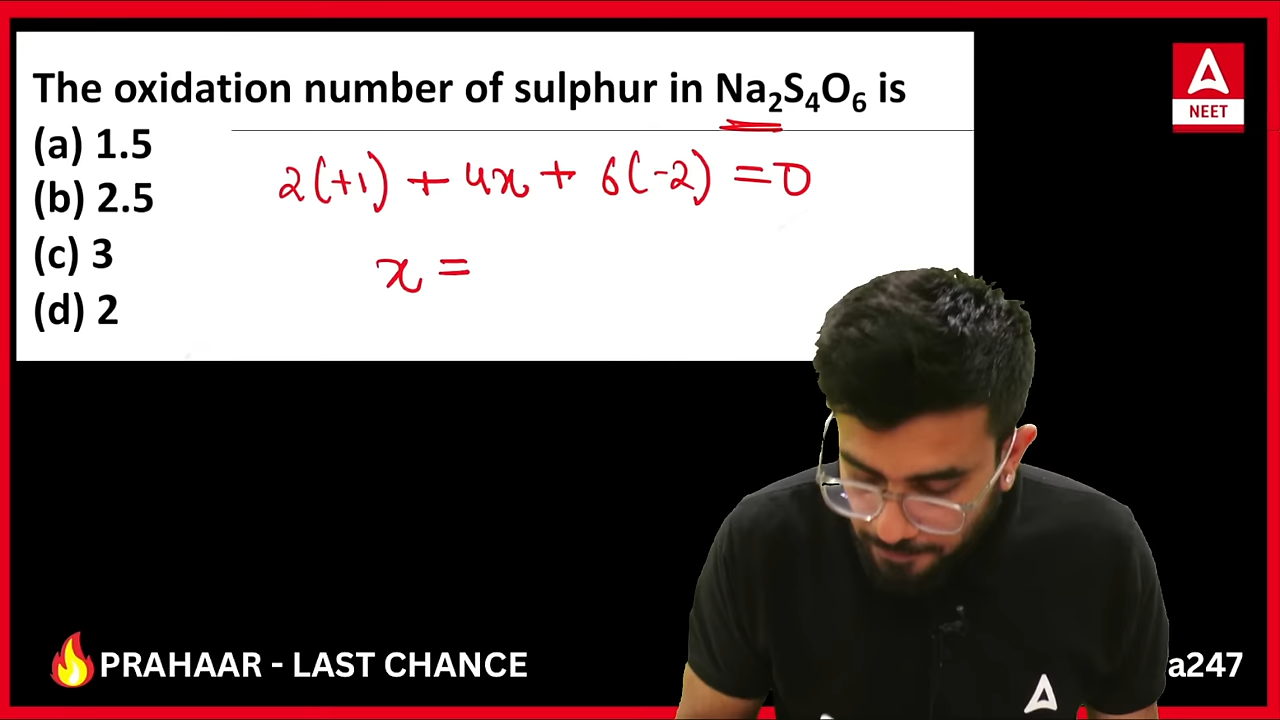 The oxidation number of sulphur in Na₂S₄O₆ is
(a) 1.5
(b) 2.5
(c) 3
(d) 2
2(+1) + 4x + 6(-2) = 0
x =
A
NEET
PRAHAAR - LAST CHANCE
a247